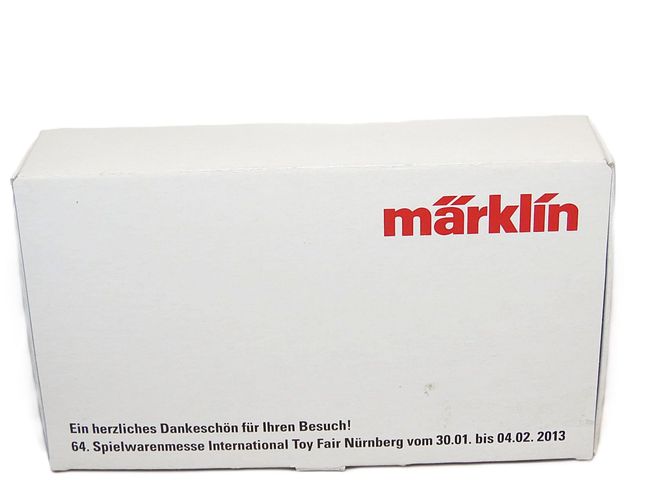 märklin
Ein herzliches Dankeschön für Ihren Besuch!
64. Spielwarenmesse International Toy Fair Nürnberg vom 30.01. bis 04.02. 2013